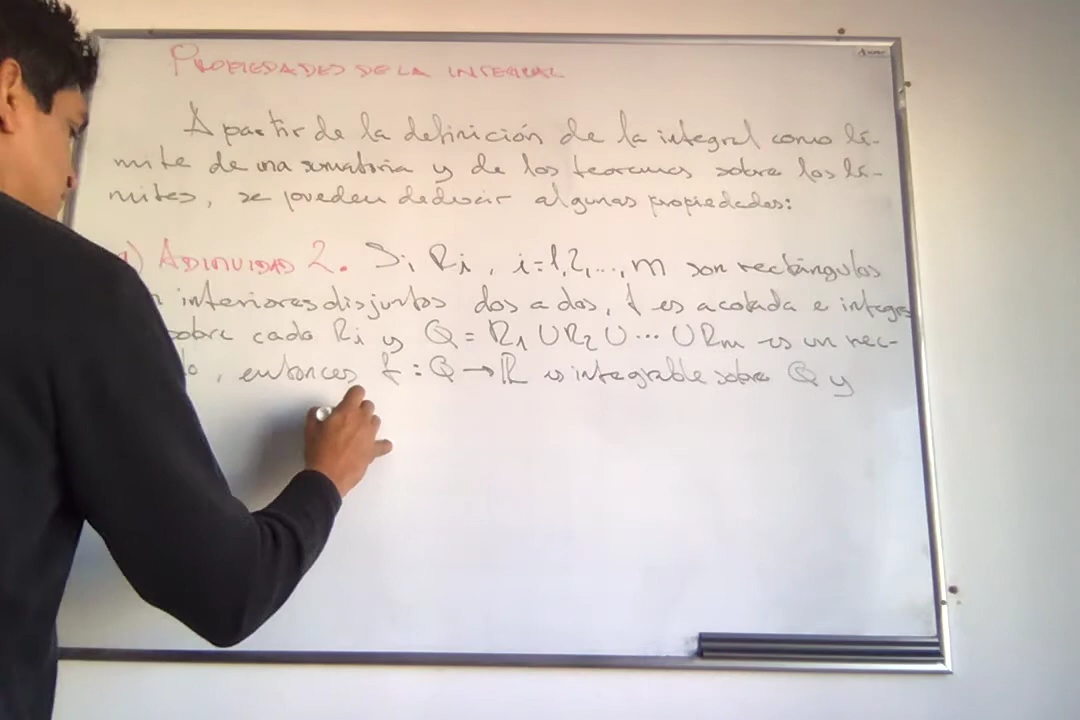 PROPIEDADES DE LA INTEGRAL
A partir de la definición de la integral como lí-
mite de una sumatoria y de los teoremas sobre los lí-
mites, se pueden deducir algunas propiedades:
) ADITIVIDAD 2. Si Ri, i=1,2,...,m son rectángulos
n interiores disjuntos dos a dos, f es acotada e integra
sobre cada Ri y Q = R1 ∪ R2 ∪ ... ∪ Rm es un rec-
lo, entonces f : Q → ℝ es integrable sobre Q y